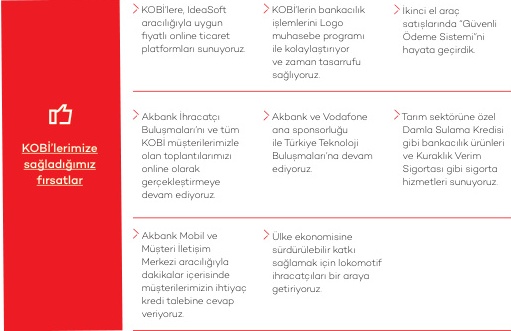 KOBİ'lerimize
sağladığımız
fırsatlar
KOBİ'lere, IdeaSoft
aracılığıyla uygun
fiyatlı online ticaret
platformları sunuyoruz.
KOBİ'lerin bankacılık
işlemlerini Logo
muhasebe programı
ile kolaylaştırıyor
ve zaman tasarrufu
sağlıyoruz.
İkinci el araç
satışlarında "Güvenli
Ödeme Sistemi"ni
hayata geçirdik.
Akbank İhracatçı
Buluşmaları'nı ve tüm
KOBİ müşterilerimizle
olan toplantılarımızı
online olarak
gerçekleştirmeye
devam ediyoruz.
Akbank ve Vodafone
ana sponsorluğu
ile Türkiye Teknoloji
Buluşmaları'na devam
ediyoruz.
Tarım sektörüne özel
Damla Sulama Kredisi
gibi bankacılık ürünleri
ve Kuraklık Verim
Sigortası gibi sigorta
hizmetleri sunuyoruz.
Akbank Mobil ve
Müşteri İletişim
Merkezi aracılığıyla
dakikalar içerisinde
müşterilerimizin ihtiyaç
kredi talebine cevap
veriyoruz.
Ülke ekonomisine
sürdürülebilir katkı
sağlamak için lokomotif
ihracatçıları bir araya
getiriyoruz.